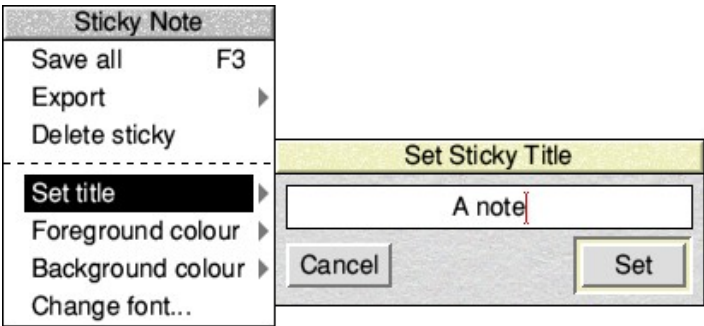 Sticky Note
Save all F3
Export
Delete sticky
Set title
Foreground colour
Background colour
Change font...
Set Sticky Title
A note
Cancel Set